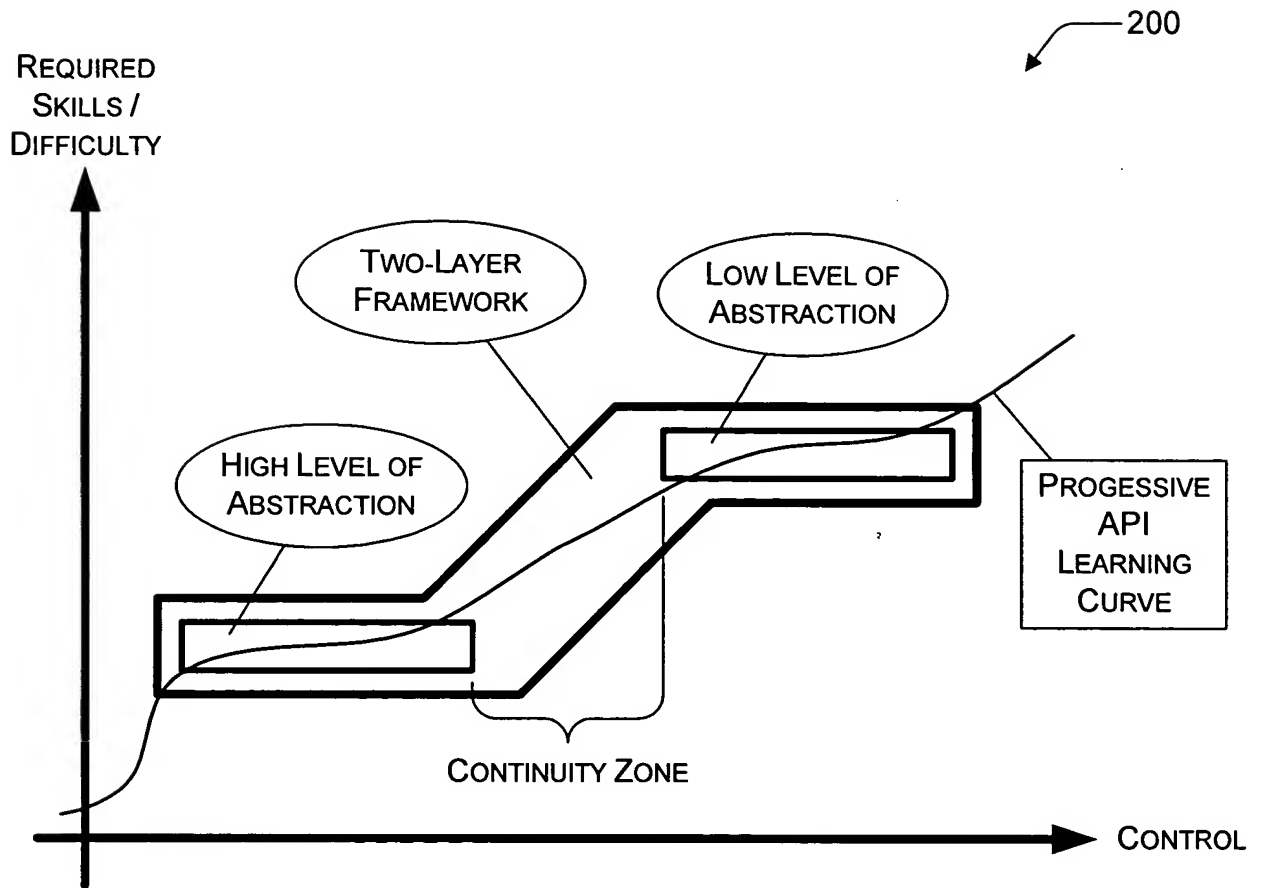 200
REQUIRED
SKILLS /
DIFFICULTY
TWO-LAYER
FRAMEWORK
LOW LEVEL OF
ABSTRACTION
HIGH LEVEL OF
ABSTRACTION
PROGESSIVE
API
LEARNING
CURVE
CONTINUITY ZONE
CONTROL